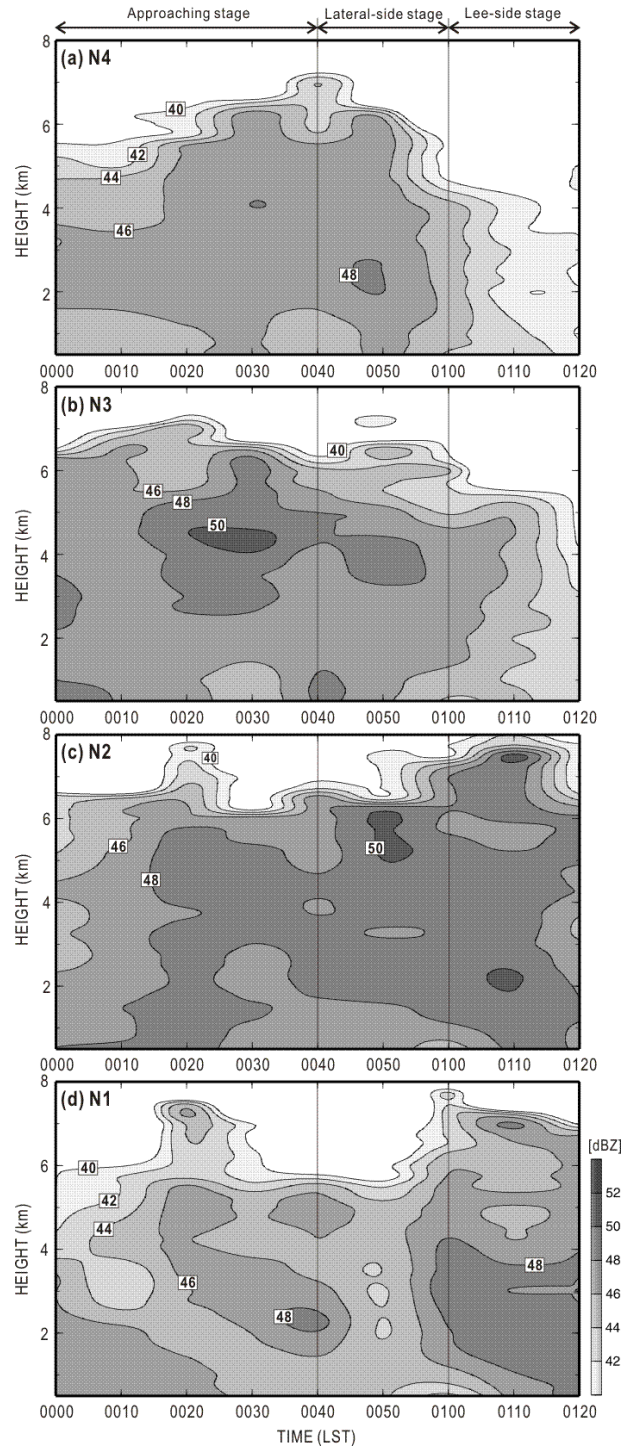 Approaching stage Lateral-side stage Lee-side stage
(a) N4
8
6
4
2
HEIGHT (km)
40
42
44
46
48
0000 0010 0020 0030 0040 0050 0100 0110 0120
(b) N3
8
6
4
2
HEIGHT (km)
40
46
48
50
0000 0010 0020 0030 0040 0050 0100 0110 0120
(c) N2
8
6
4
2
HEIGHT (km)
40
46
50
48
0000 0010 0020 0030 0040 0050 0100 0110 0120
(d) N1
8
6
4
2
HEIGHT (km)
40
42
44
46
48
48
0000 0010 0020 0030 0040 0050 0100 0110 0120
TIME (LST)
[dBZ]
52
50
48
46
44
42